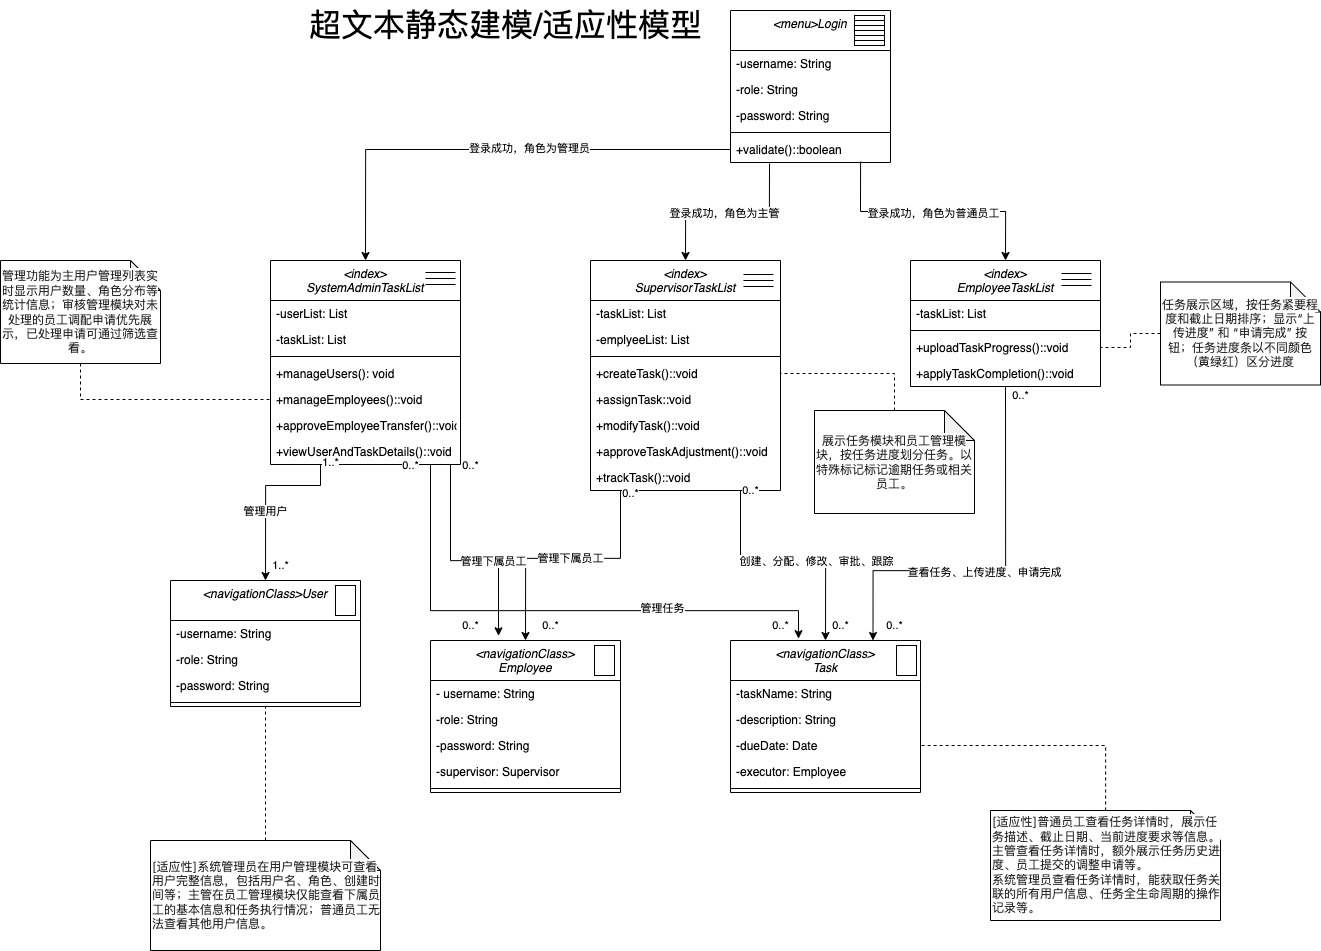 超文本静态建模/适应性模型
<menu>Login
-username: String
-role: String
-password: String
+validate()::boolean
登录成功，角色为管理员
登录成功，角色为主管
登录成功，角色为普通员工
管理功能为主用户管理列表实
时显示用户数量、角色分布等
统计信息；审核管理模块对未
处理的员工调配申请优先展
示，已处理申请可通过筛选查
看。
<index>
SystemAdminTaskList
-userList: List
-taskList: List
+manageUsers(): void
+manageEmployees()::void
+approveEmployeeTransfer()::voic
+viewUserAndTaskDetails()::void
<index>
SupervisorTaskList
-taskList: List
-emplyeeList: List
+createTask()::void
+assignTask::void
+modifyTask()::void
+approveTaskAdjustment()::void
+trackTask()::void
<index>
EmployeeTaskList
-taskList: List
+uploadTaskProgress()::void
+applyTaskCompletion()::void
任务展示区域，按任务紧要程
度和截止日期排序；显示“上
传进度” 和 “申请完成” 按
钮；任务进度条以不同颜色
（黄绿红）区分进度
展示任务模块和员工管理模
块，按任务进度划分任务。以
特殊标记标记逾期任务或相关
员工。
1..*
0..*
0..*
0..*
0..*
0..*
管理用户
1..*
管理下属员工
管理下属员工
创建、分配、修改、审批、跟踪
查看任务、上传进度、申请完成
管理任务
0..*
0..*
0..*
0..*
0..*
<navigationClass>User
-username: String
-role: String
-password: String
<navigationClass>
Employee
- username: String
-role: String
-password: String
-supervisor: Supervisor
<navigationClass>
Task
-taskName: String
-description: String
-dueDate: Date
-executor: Employee
[适应性]系统管理员在用户管理模块可查看
用户完整信息，包括用户名、角色、创建时
间等；主管在员工管理模块仅能查看下属员
工的基本信息和任务执行情况；普通员工无
法查看其他用户信息。
[适应性]普通员工查看任务详情时，展示任
务描述、截止日期、当前进度要求等信息。
主管查看任务详情时，额外展示任务历史进
度、员工提交的调整申请等。
系统管理员查看任务详情时，能获取任务关
联的所有用户信息、任务全生命周期的操作
记录等。